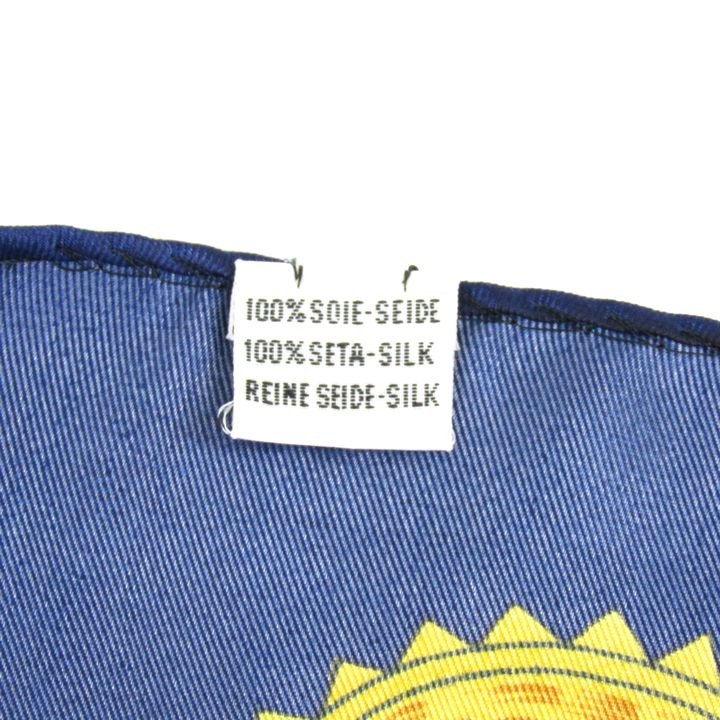 100% SOIE-SEIDE
100% SETA-SILK
REINE SEIDE-SILK